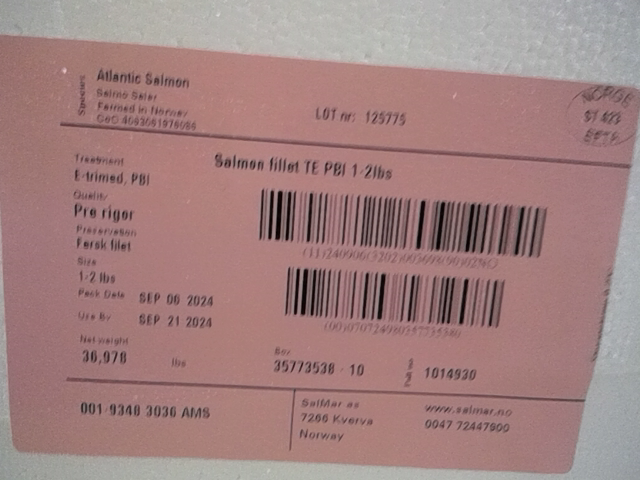 Species
Atlantic Salmon
Salmo Salar
Farmed in Norway
LOT nr: 125775
NORGE
EFTA
Treatment
Salmon fillet TE PBI 1-2lbs
E-trimed, PBI
Quality
Pre rigor
Preservation
Fersk filet
Size
1-2 lbs
Pack Date SEP 06 2024
Use By SEP 21 2024
Net weight
36,978 lbs
Box
35773538 - 10
1014930
001-9348 3036 AMS
SalMar as
7266 Kverva
Norway
www.salmar.no
0047 72447900